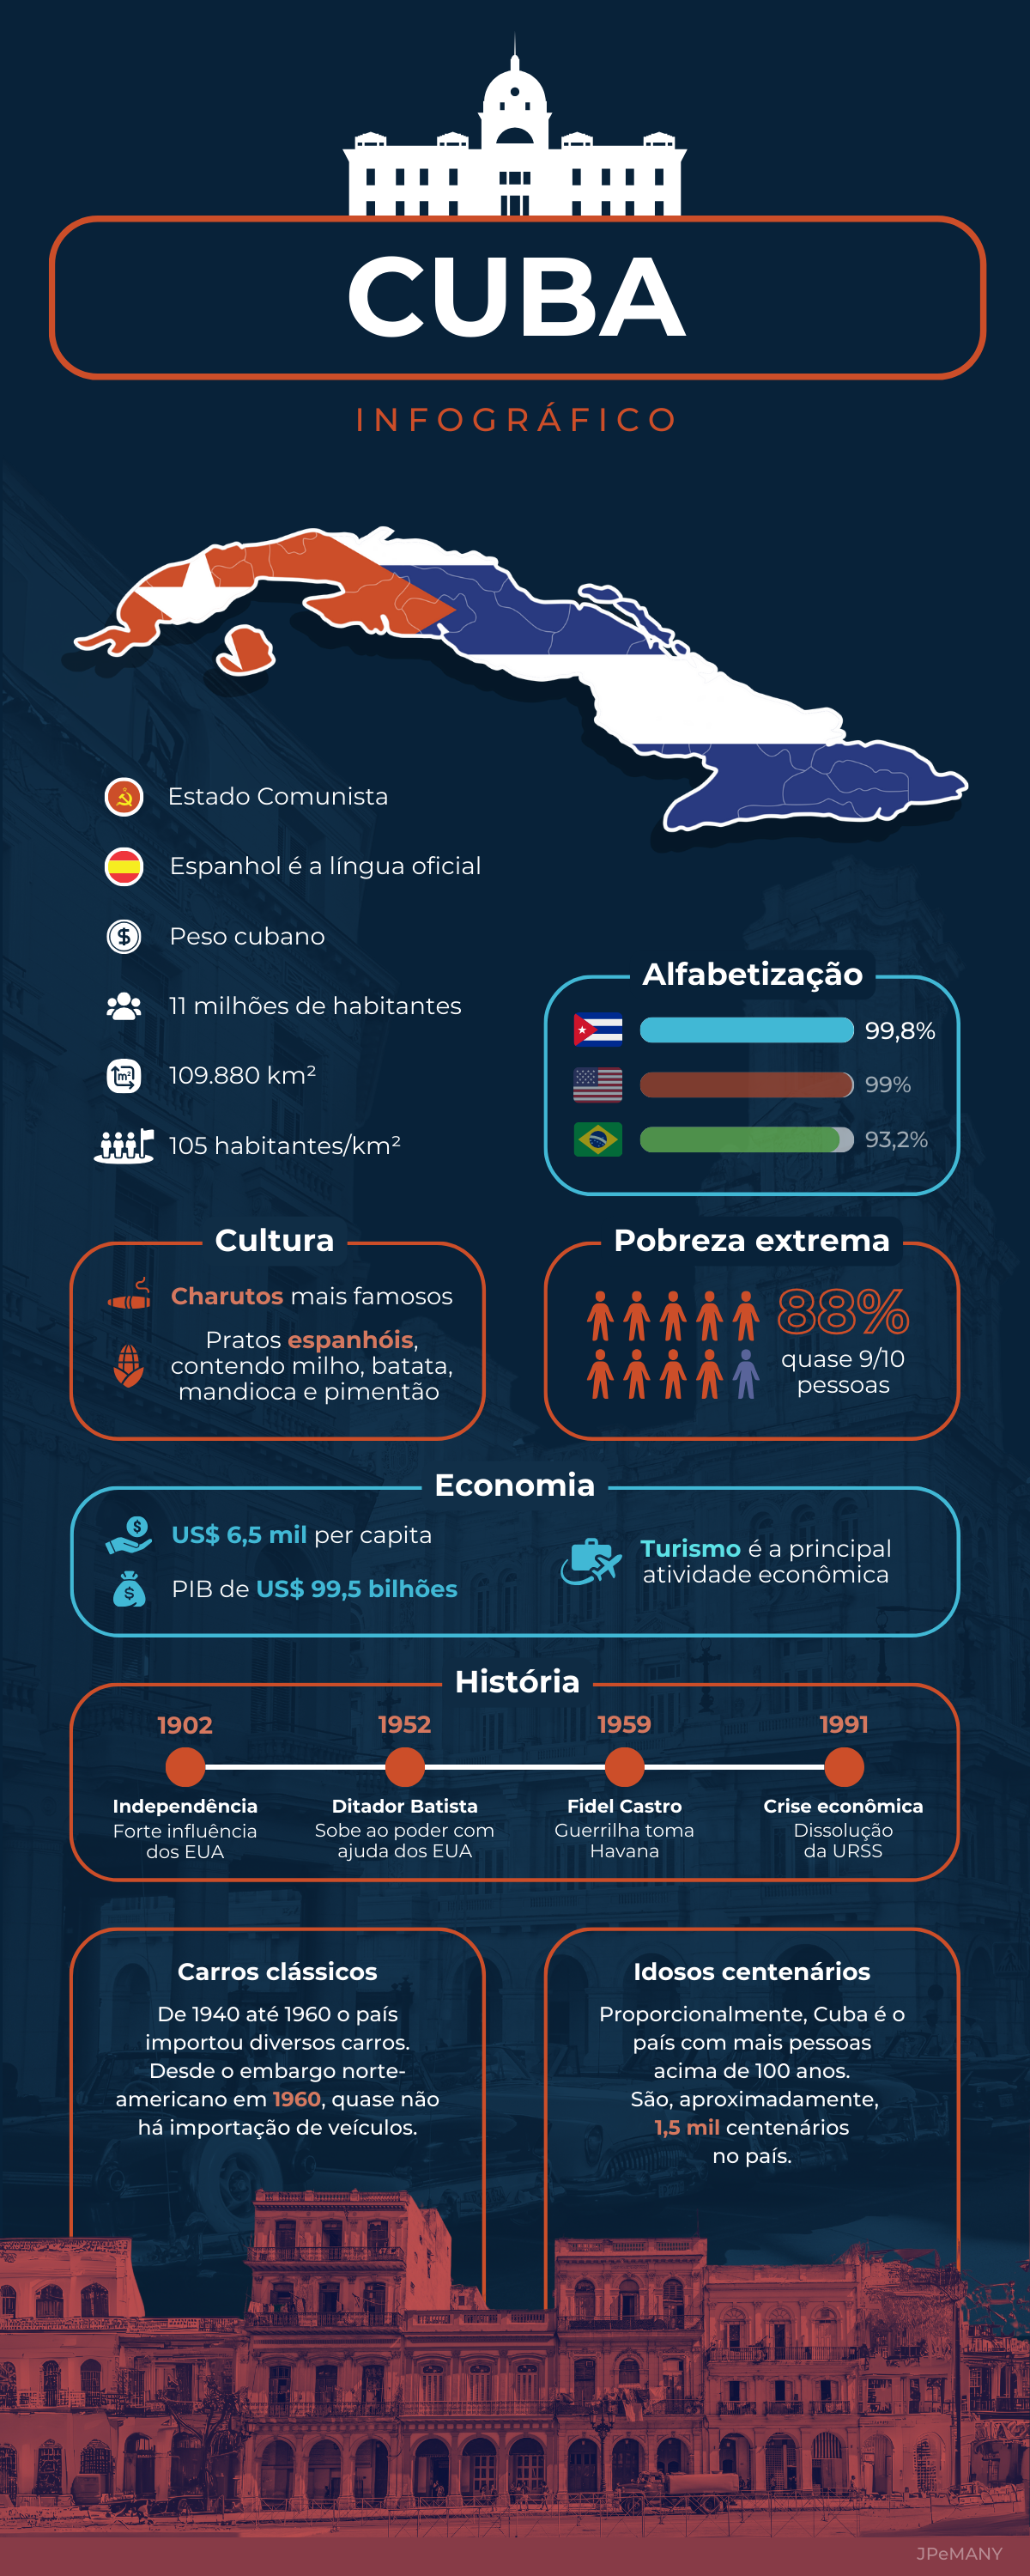 CUBA
INFOGRÁFICO
Estado Comunista
Espanhol é a língua oficial
Peso cubano
11 milhões de habitantes
m²
109.880 km²
105 habitantes/km²
Alfabetização
99,8%
99%
93,2%
Cultura
Charutos mais famosos
Pratos espanhóis,
contendo milho, batata,
mandioca e pimentão
Pobreza extrema
88%
quase 9/10
pessoas
Economia
US$ 6,5 mil per capita
PIB de US$ 99,5 bilhões
Turismo é a principal
atividade econômica
História
1902
Independência
Forte influência
dos EUA
1952
Ditador Batista
Sobe ao poder com
ajuda dos EUA
1959
Fidel Castro
Guerrilha toma
Havana
1991
Crise econômica
Dissolução
da URSS
Carros clássicos
De 1940 até 1960 o país
importou diversos carros.
Desde o embargo norte-
americano em 1960, quase não
há importação de veículos.
Idosos centenários
Proporcionalmente, Cuba é o
país com mais pessoas
acima de 100 anos.
São, aproximadamente,
1,5 mil centenários
no país.
JPeMANY